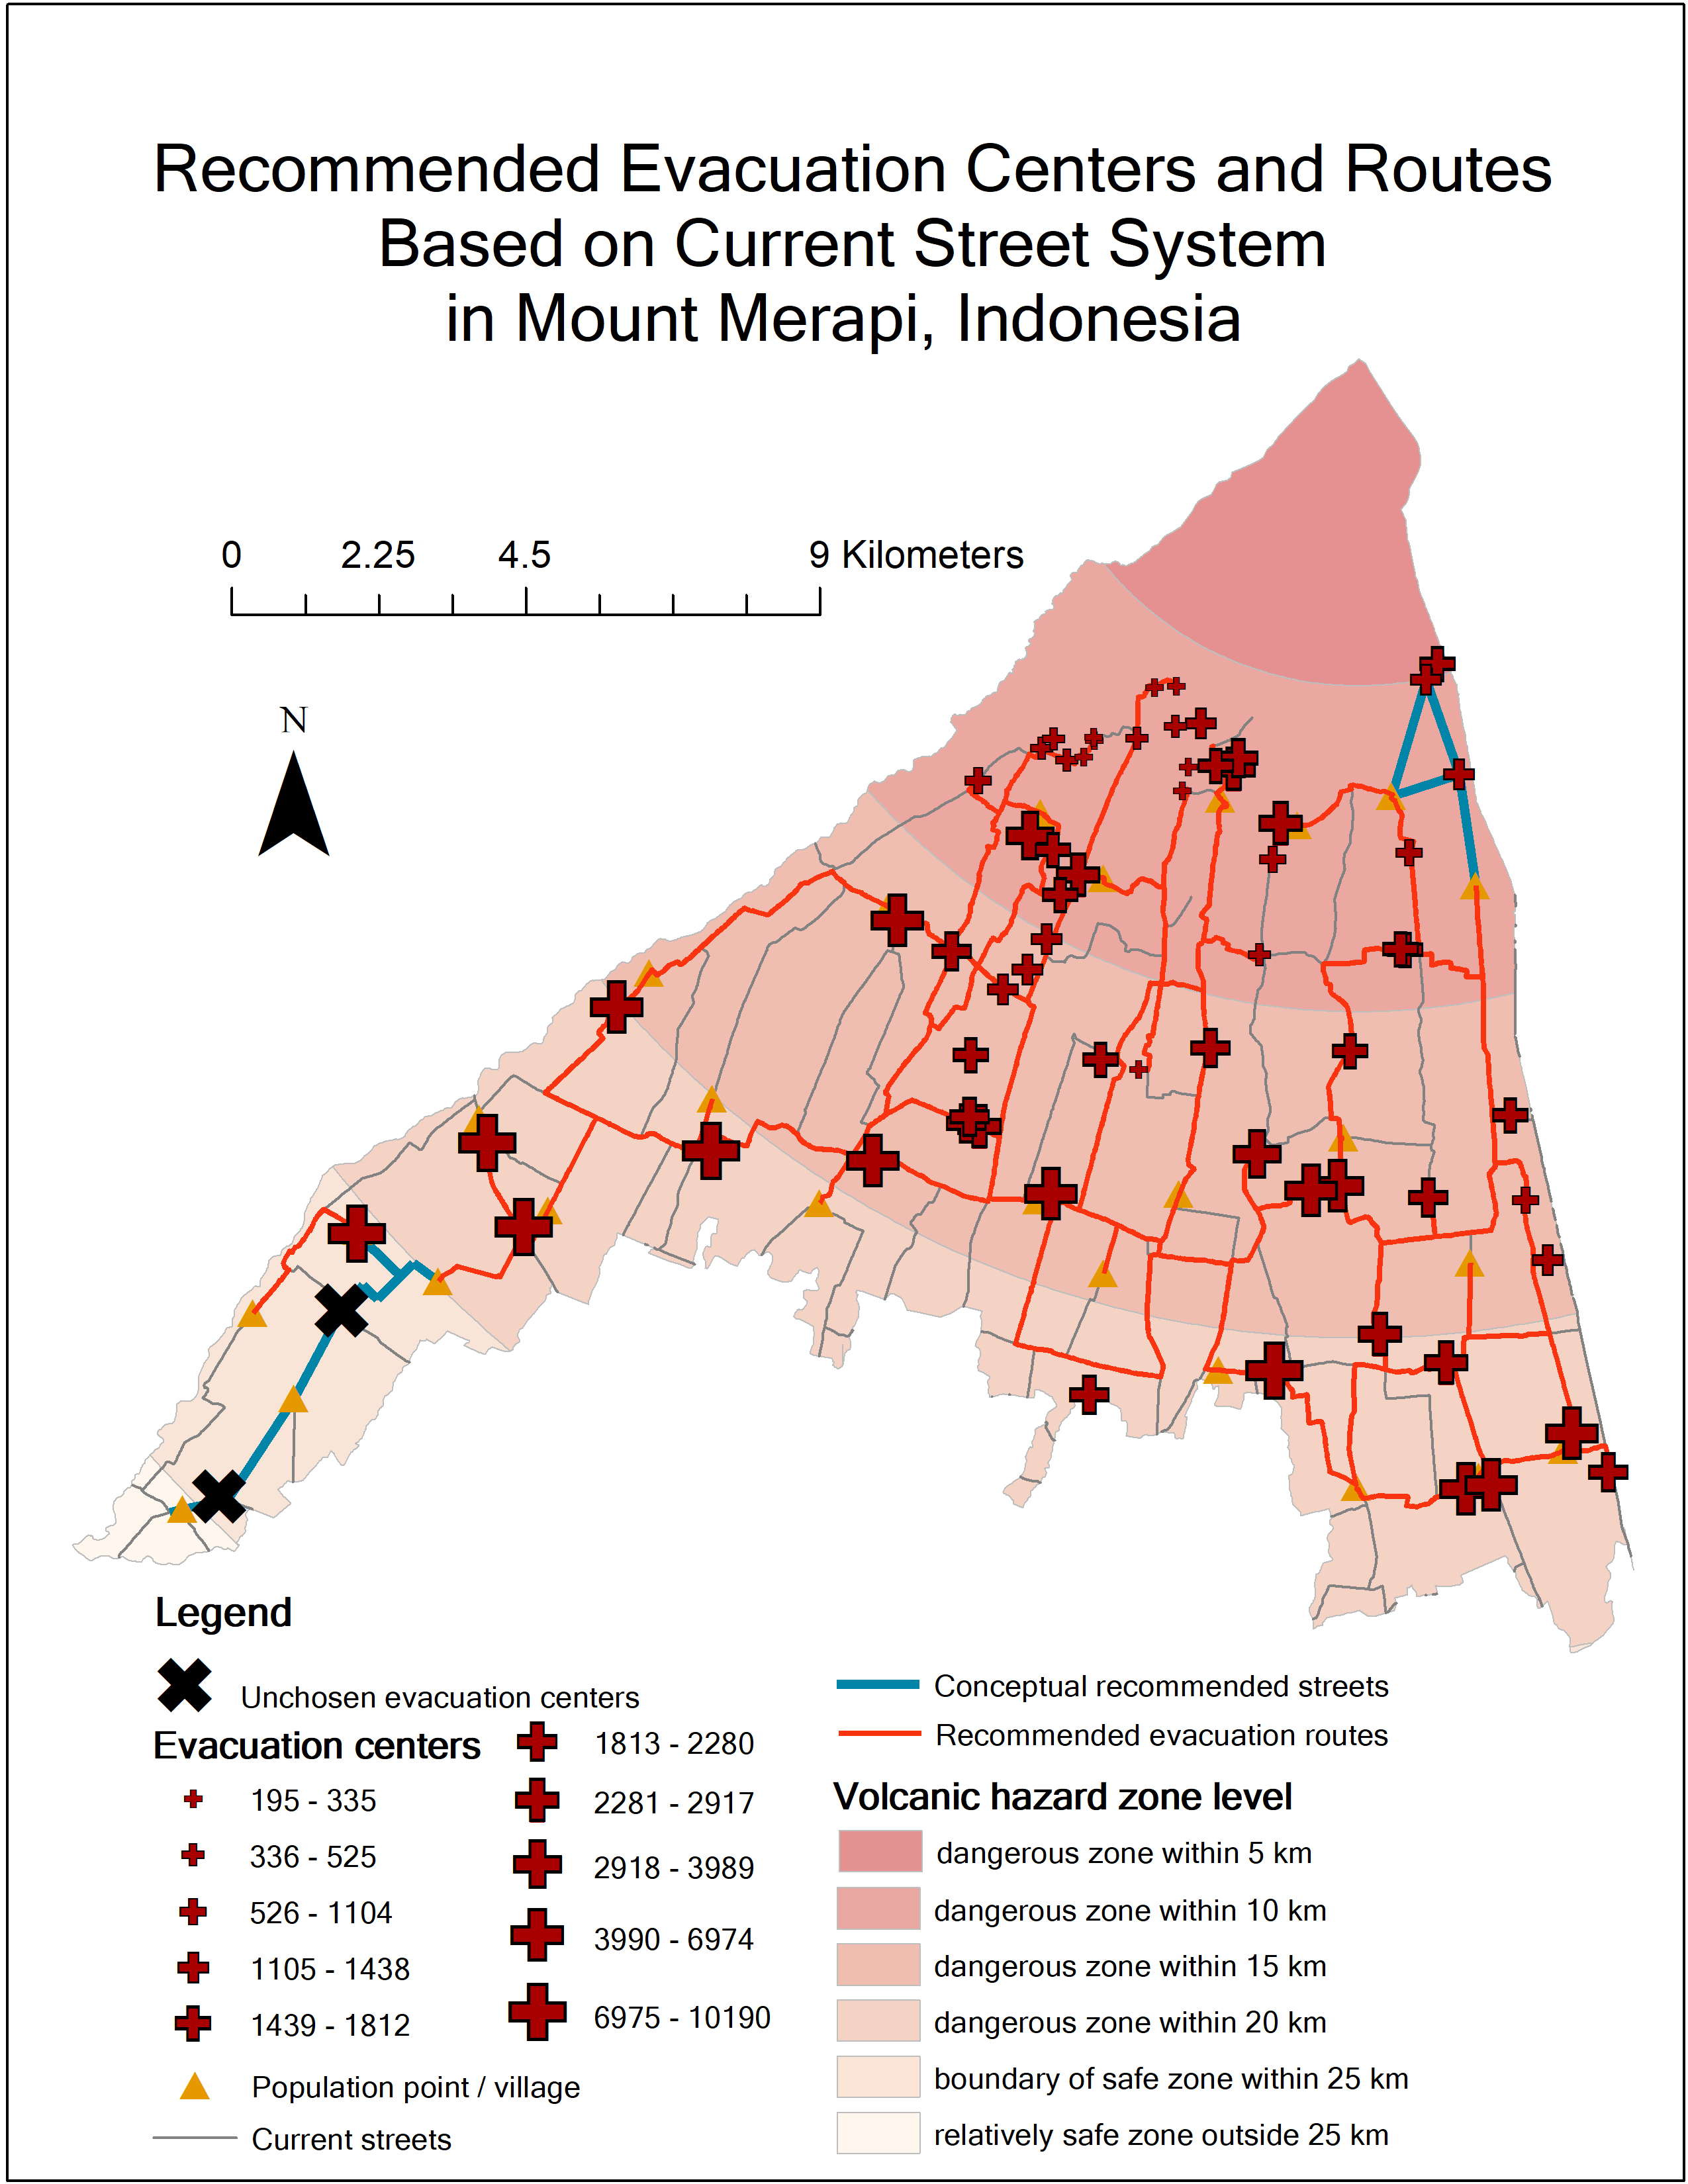 Recommended Evacuation Centers and Routes
Based on Current Street System
in Mount Merapi, Indonesia
0 2.25 4.5 9 Kilometers
N
Legend
Unchosen evacuation centers
Evacuation centers
195 - 335
336 - 525
526 - 1104
1105 - 1438
1439 - 1812
1813 - 2280
2281 - 2917
2918 - 3989
3990 - 6974
6975 - 10190
Population point / village
Current streets
Conceptual recommended streets
Recommended evacuation routes
Volcanic hazard zone level
dangerous zone within 5 km
dangerous zone within 10 km
dangerous zone within 15 km
dangerous zone within 20 km
boundary of safe zone within 25 km
relatively safe zone outside 25 km